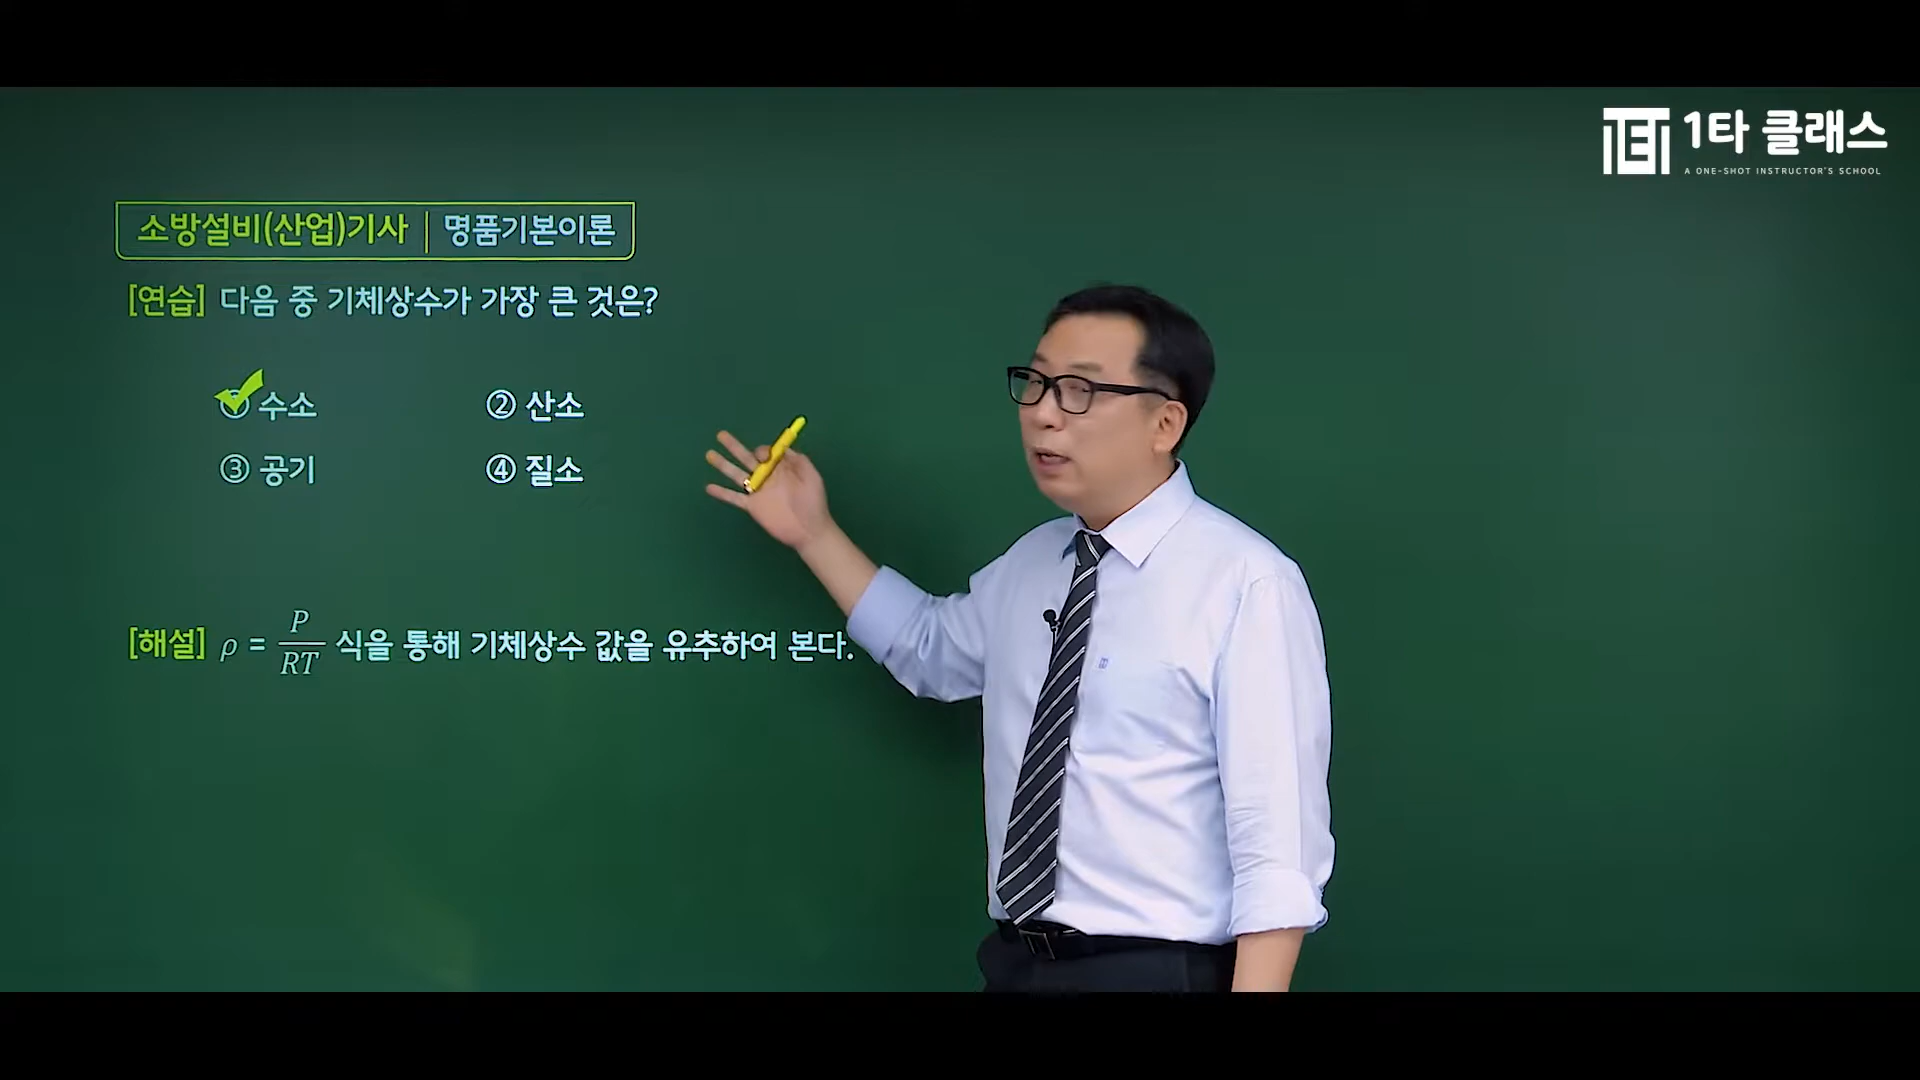 1타 클래스
A ONE-SHOT INSTRUCTOR'S SCHOOL
소방설비(산업)기사 | 명품기본이론
[연습] 다음 중 기체상수가 가장 큰 것은?
① 수소 ② 산소
③ 공기 ④ 질소
[해설] ρ = P/RT 식을 통해 기체상수 값을 유추하여 본다.